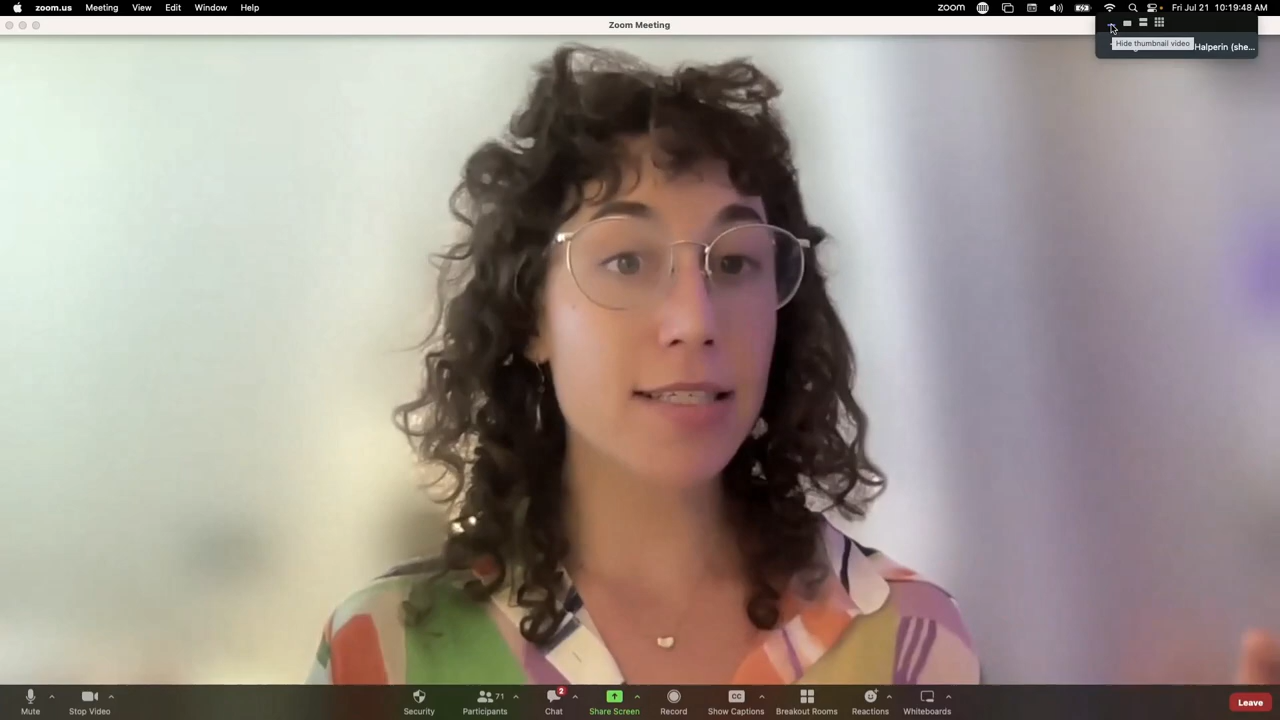 zoom.us Meeting View Edit Window Help
zoom Fri Jul 21 10:19:48 AM
Zoom Meeting
Hide thumbnail video
Halperin (she...
Mute
Stop Video
Security
71
Participants
2
Chat
Share Screen
Record
CC
Show Captions
Breakout Rooms
Reactions
Whiteboards
Leave